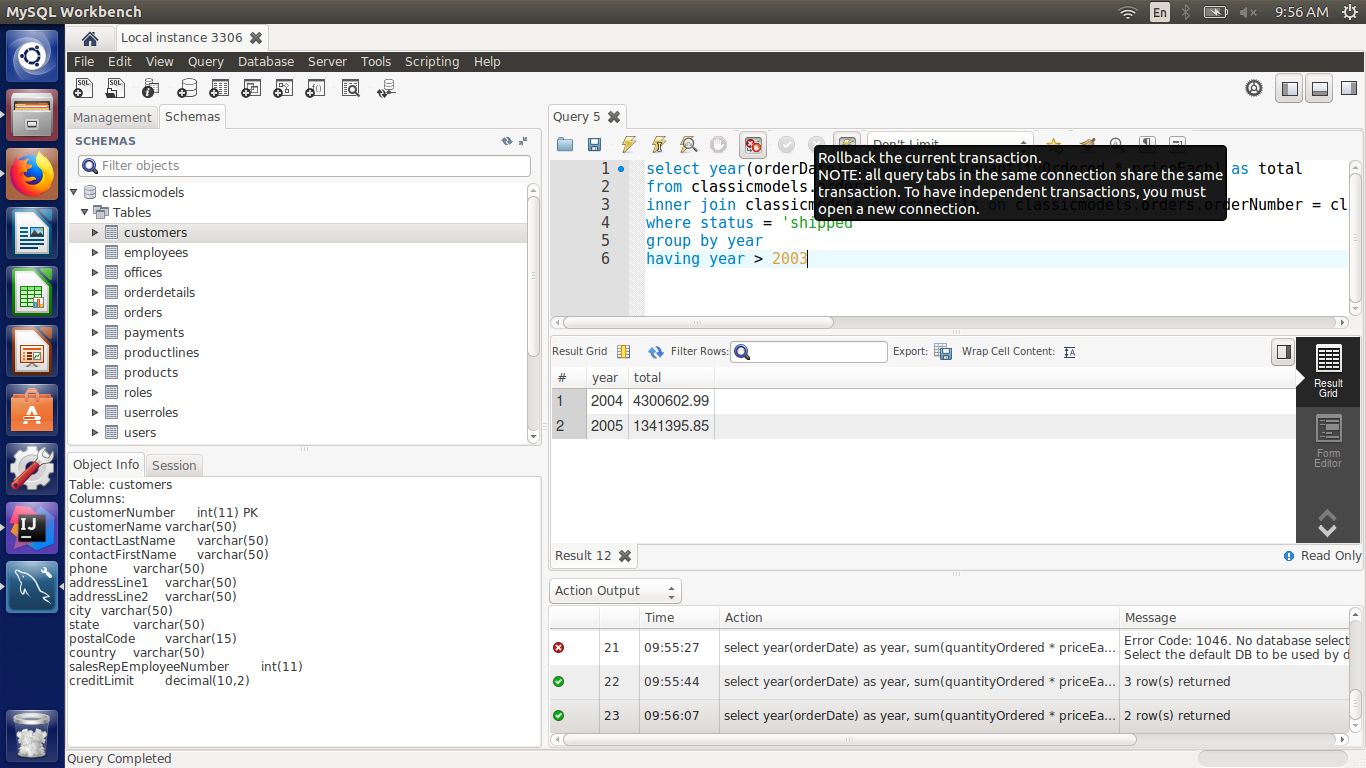 MySQL Workbench
En
9:56 AM
Local instance 3306
File Edit View Query Database Server Tools Scripting Help
Management Schemas
SCHEMAS
Filter objects
classicmodels
Tables
customers
employees
offices
orderdetails
orders
payments
productlines
products
roles
userroles
users
Object Info Session
Table: customers
Columns:
customerNumber int(11) PK
customerName varchar(50)
contactLastName varchar(50)
contactFirstName varchar(50)
phone varchar(50)
addressLine1 varchar(50)
addressLine2 varchar(50)
city varchar(50)
state varchar(50)
postalCode varchar(15)
country varchar(50)
salesRepEmployeeNumber int(11)
creditLimit decimal(10,2)
Query 5
Don't Limit
Rollback the current transaction.
NOTE: all query tabs in the same connection share the same
transaction. To have independent transactions, you must
open a new connection.
1 select year(orderDa as total
2 from classicmodels.
3 inner join classicm on classicmodels.orders.orderNumber = cl
4 where status = 'shipped
5 group by year
6 having year > 2003
Result Grid Filter Rows: Export: Wrap Cell Content:
# year total
1 2004 4300602.99
2 2005 1341395.85
Result
Grid
Form
Editor
Result 12
Read Only
Action Output
Time Action Message
21 09:55:27 select year(orderDate) as year, sum(quantityOrdered * priceEa... Error Code: 1046. No database select
Select the default DB to be used by d
22 09:55:44 select year(orderDate) as year, sum(quantityOrdered * priceEa... 3 row(s) returned
23 09:56:07 select year(orderDate) as year, sum(quantityOrdered * priceEa... 2 row(s) returned
Query Completed